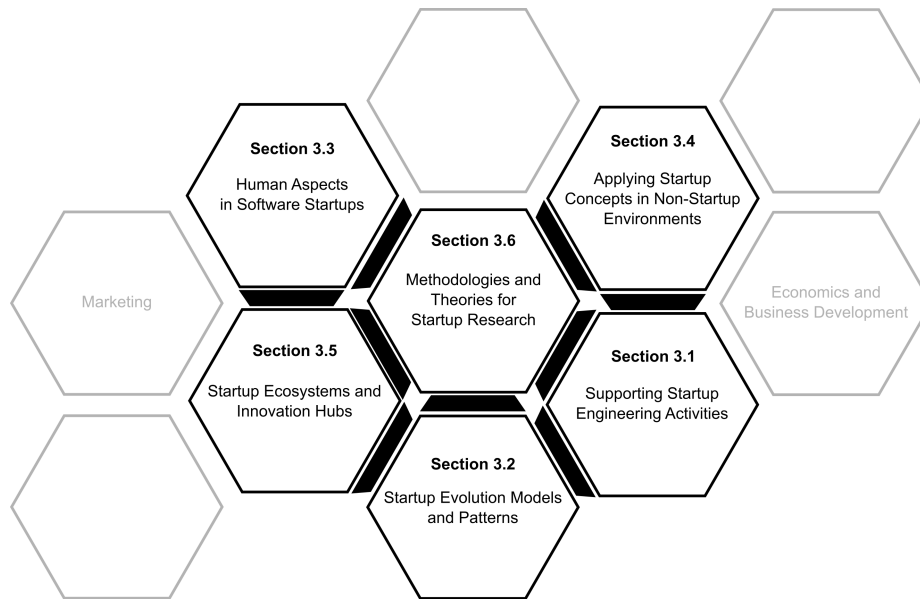 Section 3.3
Human Aspects
in Software Startups
Section 3.4
Applying Startup
Concepts in Non-Startup
Environments
Section 3.6
Methodologies and
Theories for
Startup Research
Marketing
Economics and
Business Development
Section 3.5
Startup Ecosystems and
Innovation Hubs
Section 3.1
Supporting Startup
Engineering Activities
Section 3.2
Startup Evolution Models
and Patterns